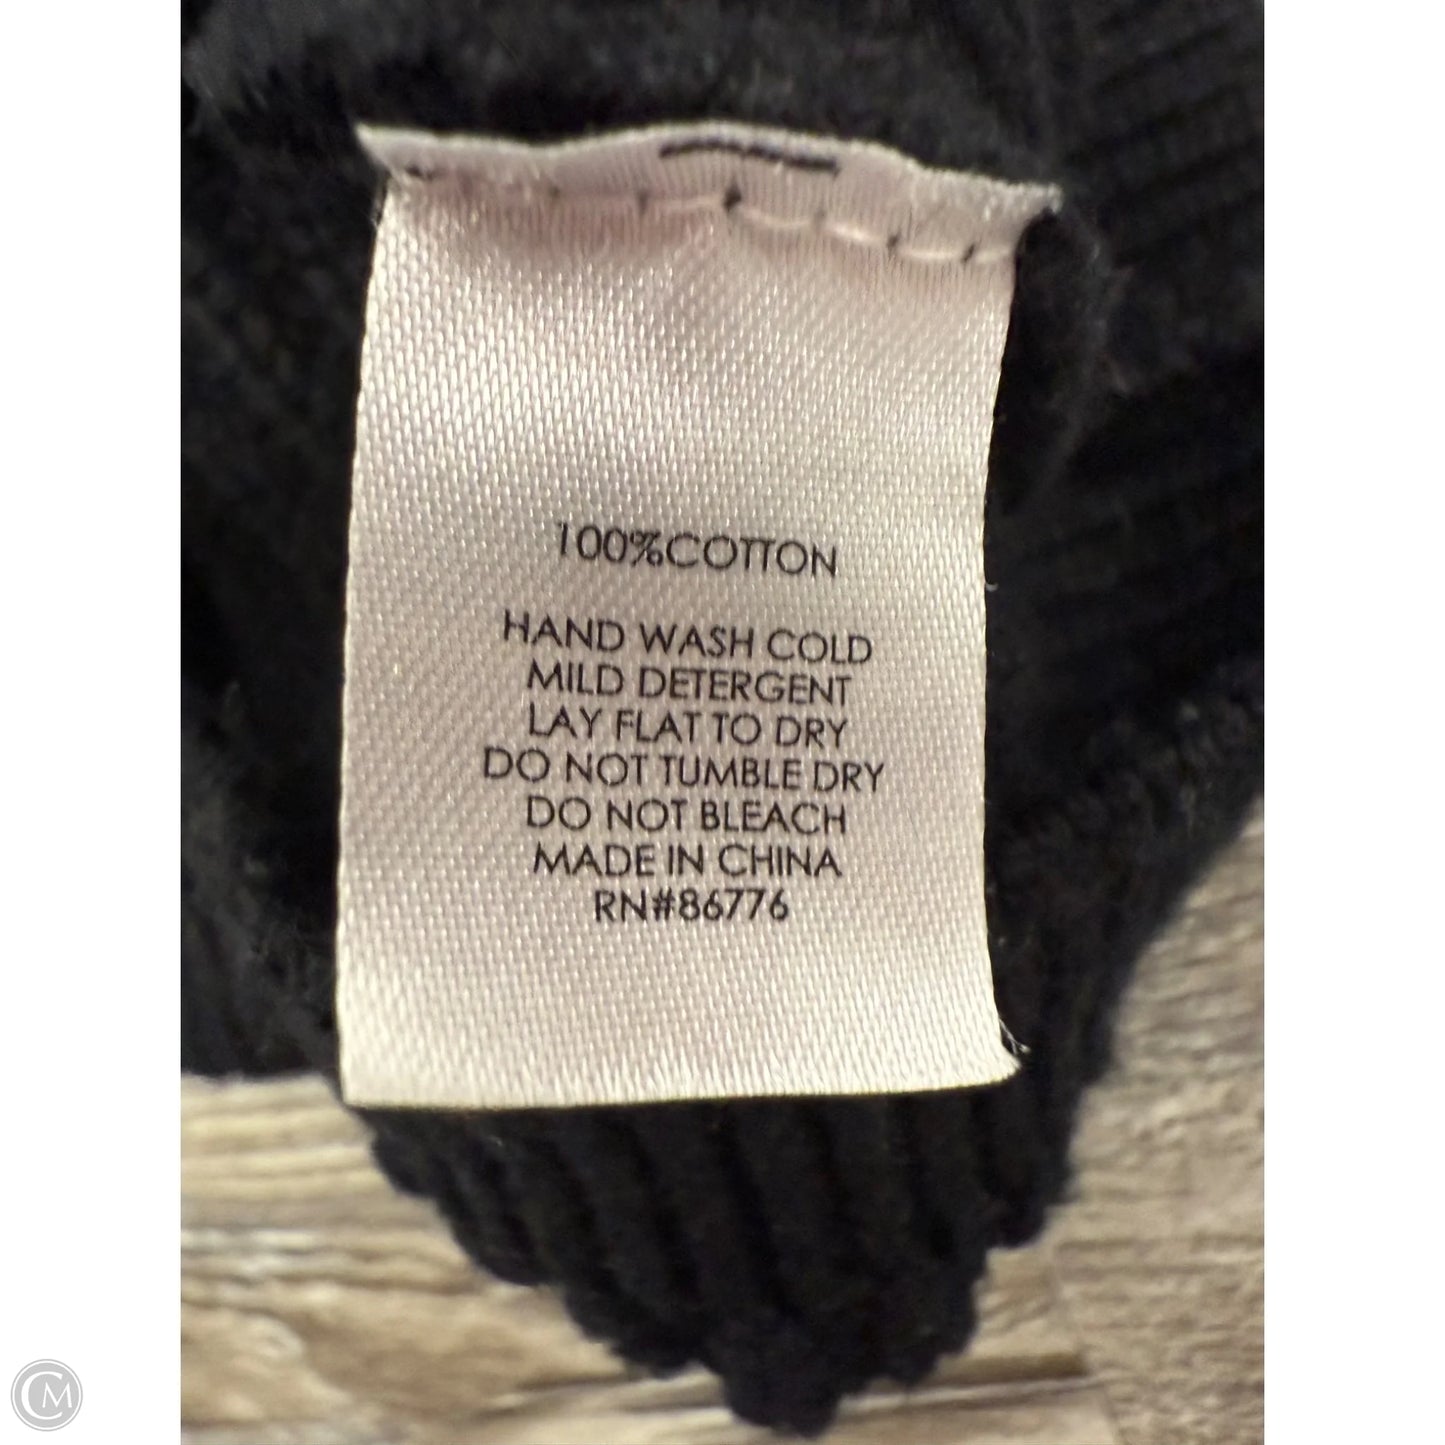 100%COTTON
HAND WASH COLD
MILD DETERGENT
LAY FLAT TO DRY
DO NOT TUMBLE DRY
DO NOT BLEACH
MADE IN CHINA
RN#86776
CM